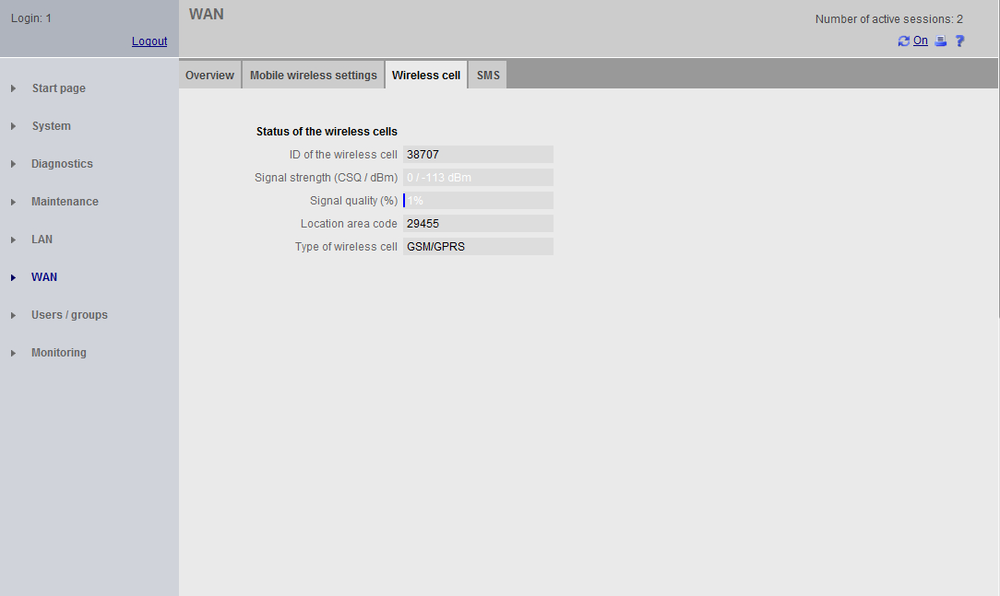 Login: 1
Logout
WAN
Number of active sessions: 2
On
Overview
Mobile wireless settings
Wireless cell
SMS
Start page
System
Diagnostics
Maintenance
LAN
WAN
Users / groups
Monitoring
Status of the wireless cells
ID of the wireless cell 38707
Signal strength (CSQ / dBm) 0 / -113 dBm
Signal quality (%) 1%
Location area code 29455
Type of wireless cell GSM/GPRS